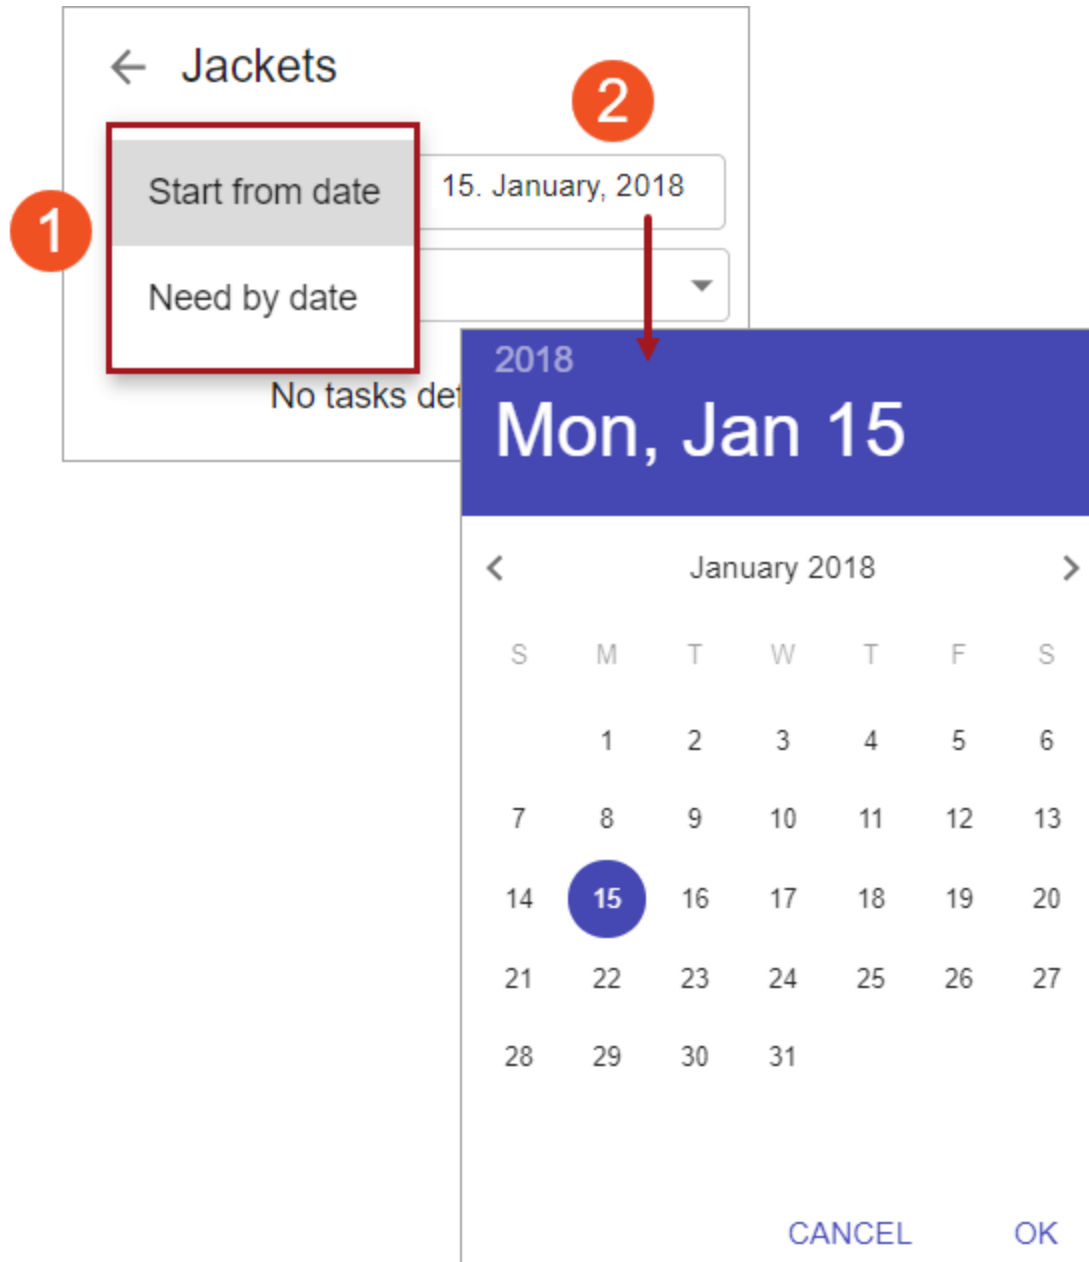 Jackets
2
1
Start from date
15. January, 2018
Need by date
No tasks
2018
Mon, Jan 15
January 2018
S M T W T F S
1 2 3 4 5 6
7 8 9 10 11 12 13
14 15 16 17 18 19 20
21 22 23 24 25 26 27
28 29 30 31
CANCEL OK